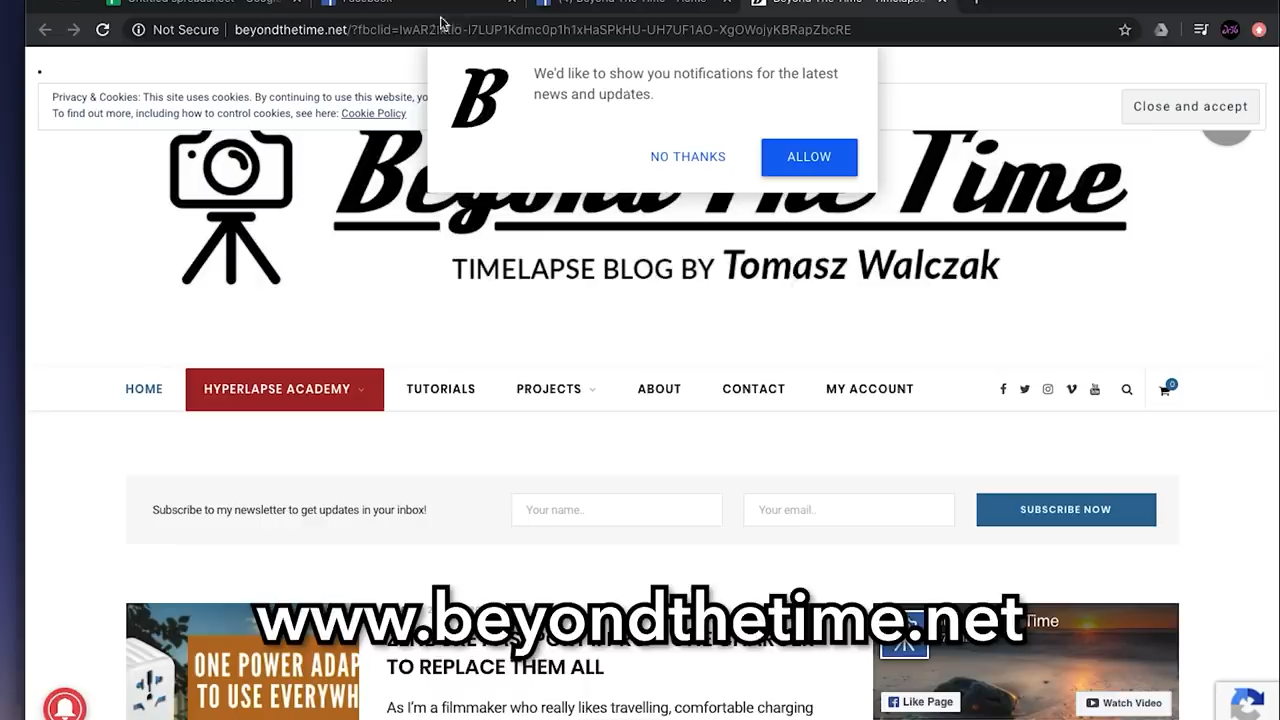 Not Secure
beyondthetime.net
We'd like to show you notifications for the latest
news and updates.
NO THANKS
ALLOW
Privacy & Cookies: This site uses cookies. By continuing to use this website, yo
To find out more, including how to control cookies, see here: Cookie Policy
Close and accept
Beyond The Time
TIMELAPSE BLOG BY Tomasz Walczak
HOME
HYPERLAPSE ACADEMY
TUTORIALS
PROJECTS
ABOUT
CONTACT
MY ACCOUNT
0
Subscribe to my newsletter to get updates in your inbox!
Your name..
Your email..
SUBSCRIBE NOW
www.beyondthetime.net
ONE POWER ADAP
TO USE EVERYWH
TO REPLACE THEM ALL
As I'm a filmmaker who really likes travelling, comfortable charging
Time
Like Page
Watch Video